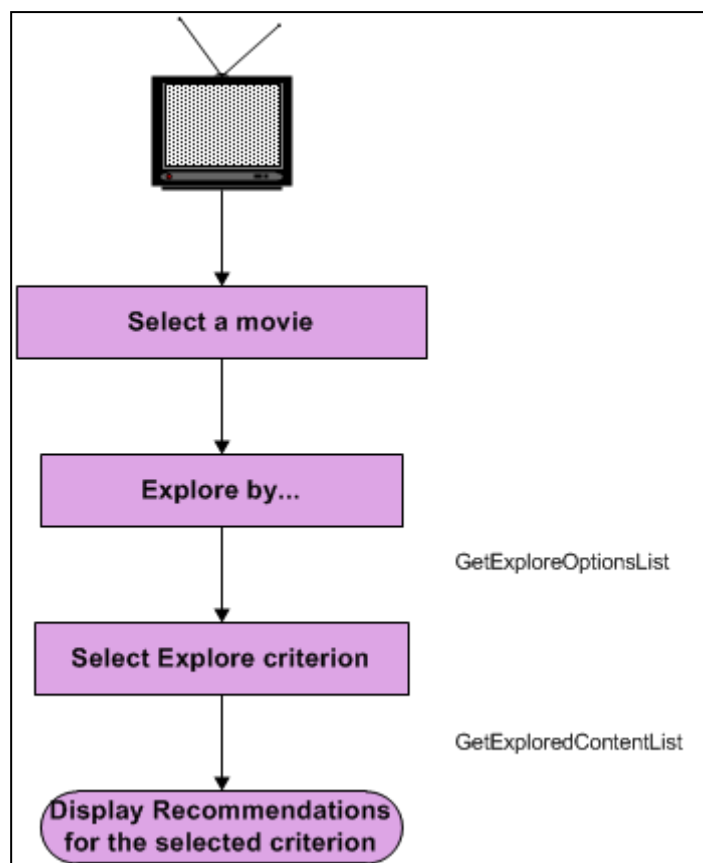 Select a movie
Explore by...
GetExploreOptionsList
Select Explore criterion
GetExploredContentList
Display Recommendations
for the selected criterion